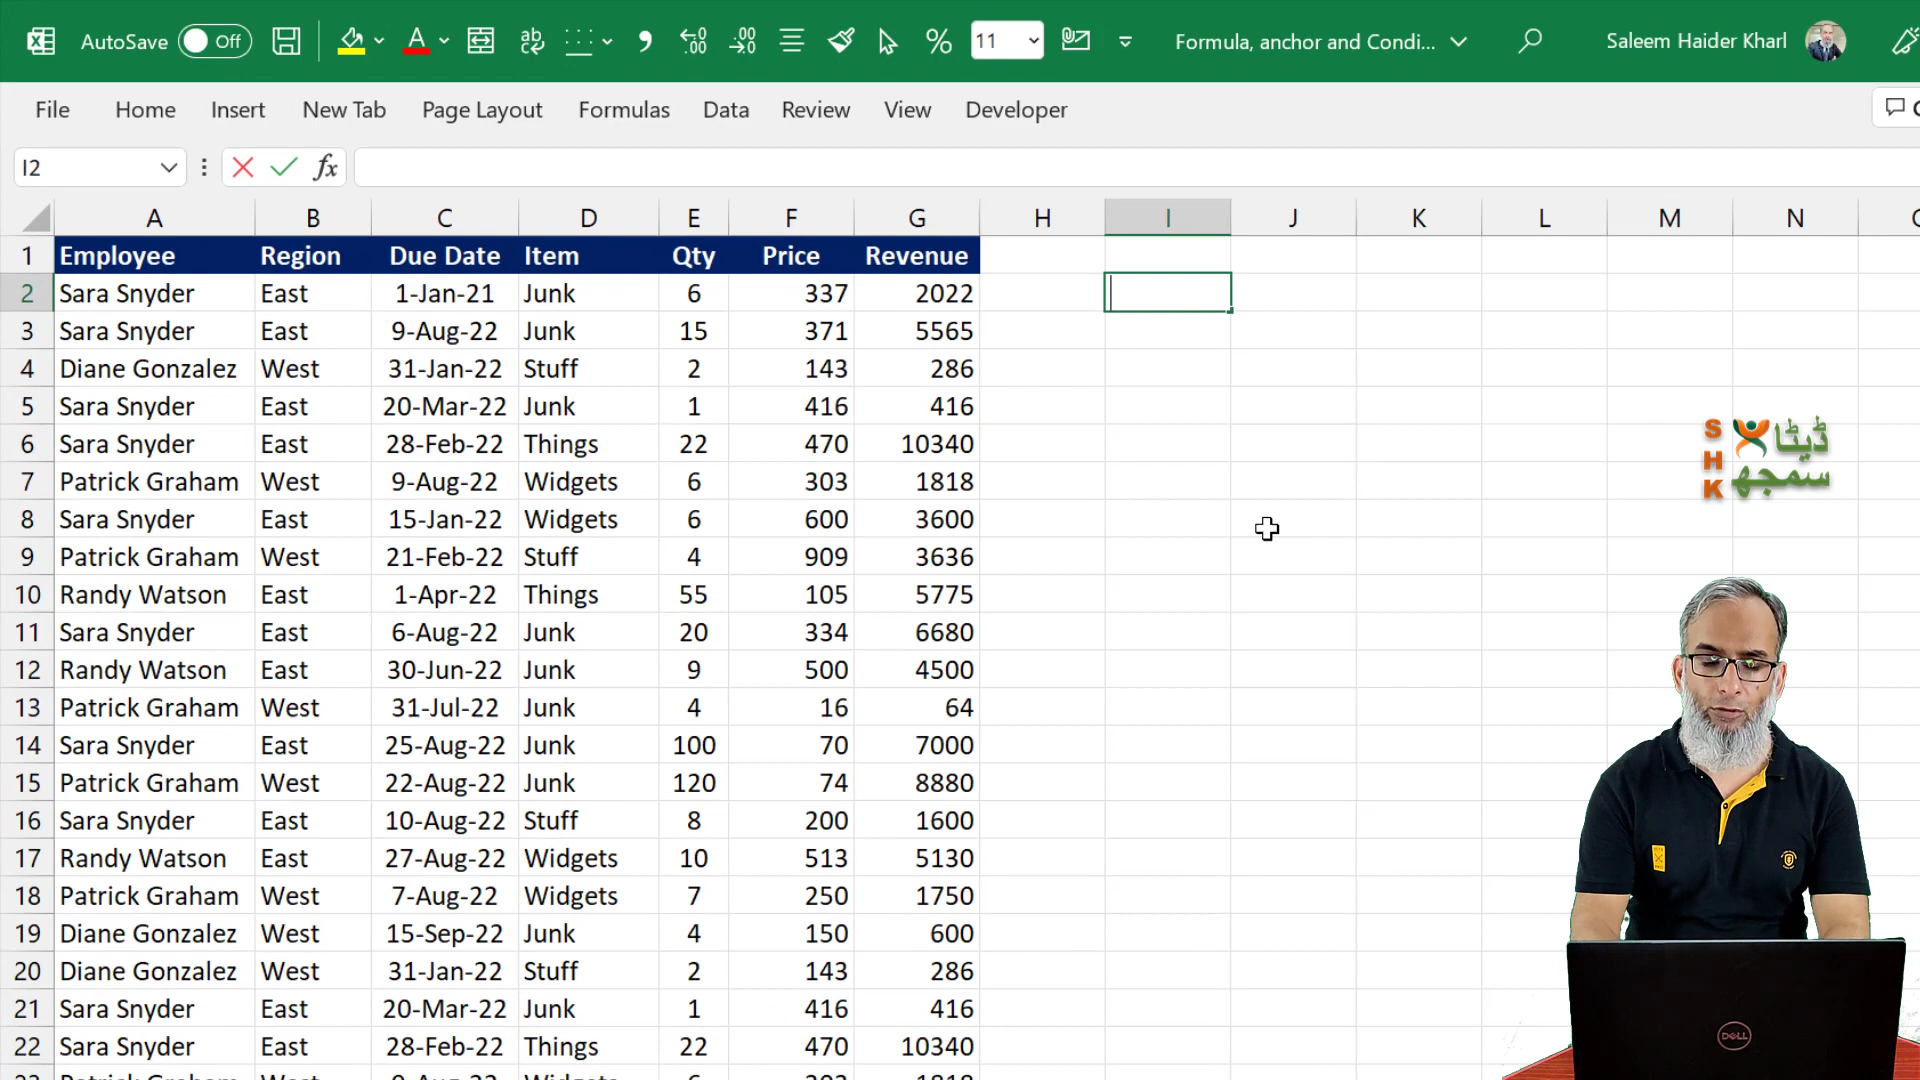 AutoSave Off 11 Formula, anchor and Condi... Saleem Haider Kharl
File Home Insert New Tab Page Layout Formulas Data Review View Developer
I2 fx
A B C D E F G H I J K L M N
1 Employee Region Due Date Item Qty Price Revenue
2 Sara Snyder East 1-Jan-21 Junk 6 337 2022
3 Sara Snyder East 9-Aug-22 Junk 15 371 5565
4 Diane Gonzalez West 31-Jan-22 Stuff 2 143 286
5 Sara Snyder East 20-Mar-22 Junk 1 416 416
6 Sara Snyder East 28-Feb-22 Things 22 470 10340
7 Patrick Graham West 9-Aug-22 Widgets 6 303 1818
8 Sara Snyder East 15-Jan-22 Widgets 6 600 3600
9 Patrick Graham West 21-Feb-22 Stuff 4 909 3636
10 Randy Watson East 1-Apr-22 Things 55 105 5775
11 Sara Snyder East 6-Aug-22 Junk 20 334 6680
12 Randy Watson East 30-Jun-22 Junk 9 500 4500
13 Patrick Graham West 31-Jul-22 Junk 4 16 64
14 Sara Snyder East 25-Aug-22 Junk 100 70 7000
15 Patrick Graham West 22-Aug-22 Junk 120 74 8880
16 Sara Snyder East 10-Aug-22 Stuff 8 200 1600
17 Randy Watson East 27-Aug-22 Widgets 10 513 5130
18 Patrick Graham West 7-Aug-22 Widgets 7 250 1750
19 Diane Gonzalez West 15-Sep-22 Junk 4 150 600
20 Diane Gonzalez West 31-Jan-22 Stuff 2 143 286
21 Sara Snyder East 20-Mar-22 Junk 1 416 416
22 Sara Snyder East 28-Feb-22 Things 22 470 10340
SHK
ڈیٹا
سمجھ
DELL